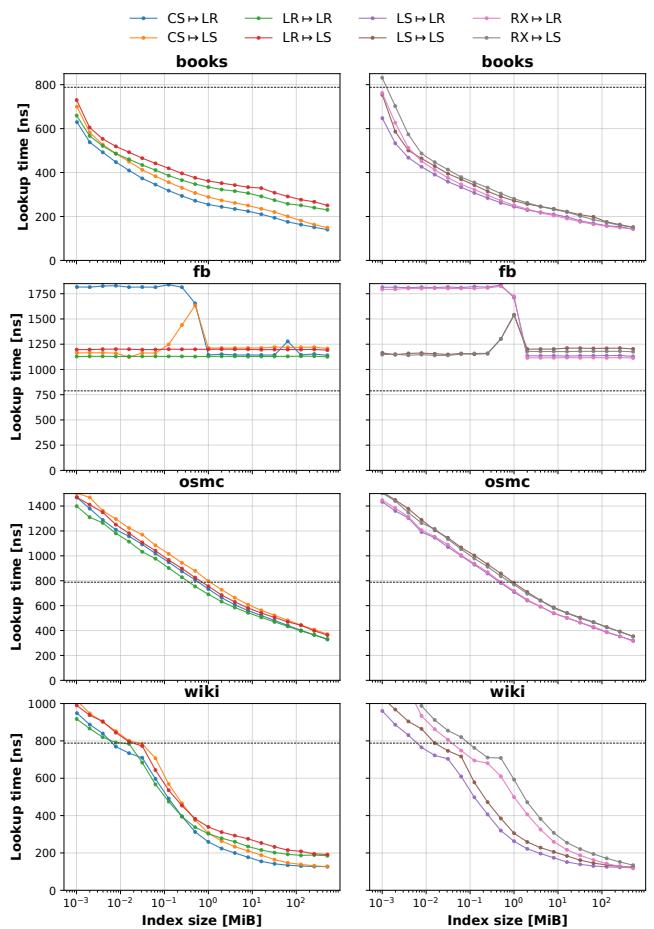 CS ↦ LR LR ↦ LR LS ↦ LR RX ↦ LR
CS ↦ LS LR ↦ LS LS ↦ LS RX ↦ LS
books books
800
600
400
200
0
Lookup time [ns]
fb fb
1750
1500
1250
1000
750
500
250
0
Lookup time [ns]
osmc osmc
1400
1200
1000
800
600
400
200
0
Lookup time [ns]
wiki wiki
1000
800
600
400
200
0
Lookup time [ns]
10⁻³ 10⁻² 10⁻¹ 10⁰ 10¹ 10² 10⁻³ 10⁻² 10⁻¹ 10⁰ 10¹ 10²
Index size [MiB] Index size [MiB]